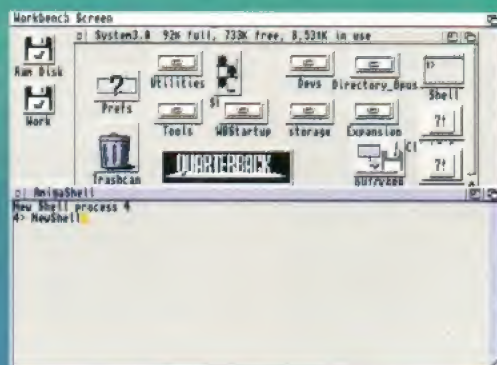 Workbench Screen
System3.0 92% full, 733K free, 8,531K in use
Ram Disk
Work
Prefs
Utilities
Devs
Directory_Opus
Shell
Tools
WBStartup
storage
Expansion
Trashcan
QUARTERBACK
AmigaShell
New Shell process 4
4> NewShell